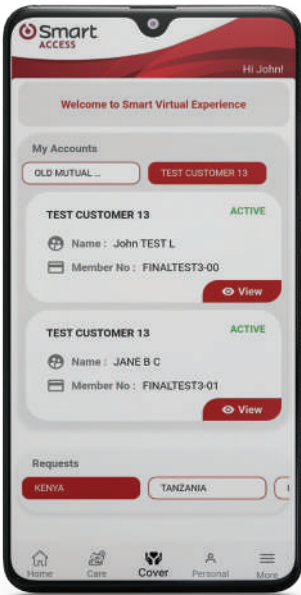 Smart
ACCESS
Hi John!
Welcome to Smart Virtual Experience
My Accounts
OLD MUTUAL ...
TEST CUSTOMER 13
TEST CUSTOMER 13
ACTIVE
Name : John TEST L
Member No : FINALTEST3-00
View
TEST CUSTOMER 13
ACTIVE
Name : JANE B C
Member No : FINALTEST3-01
View
Requests
KENYA
TANZANIA
Home
Care
Cover
Personal
More